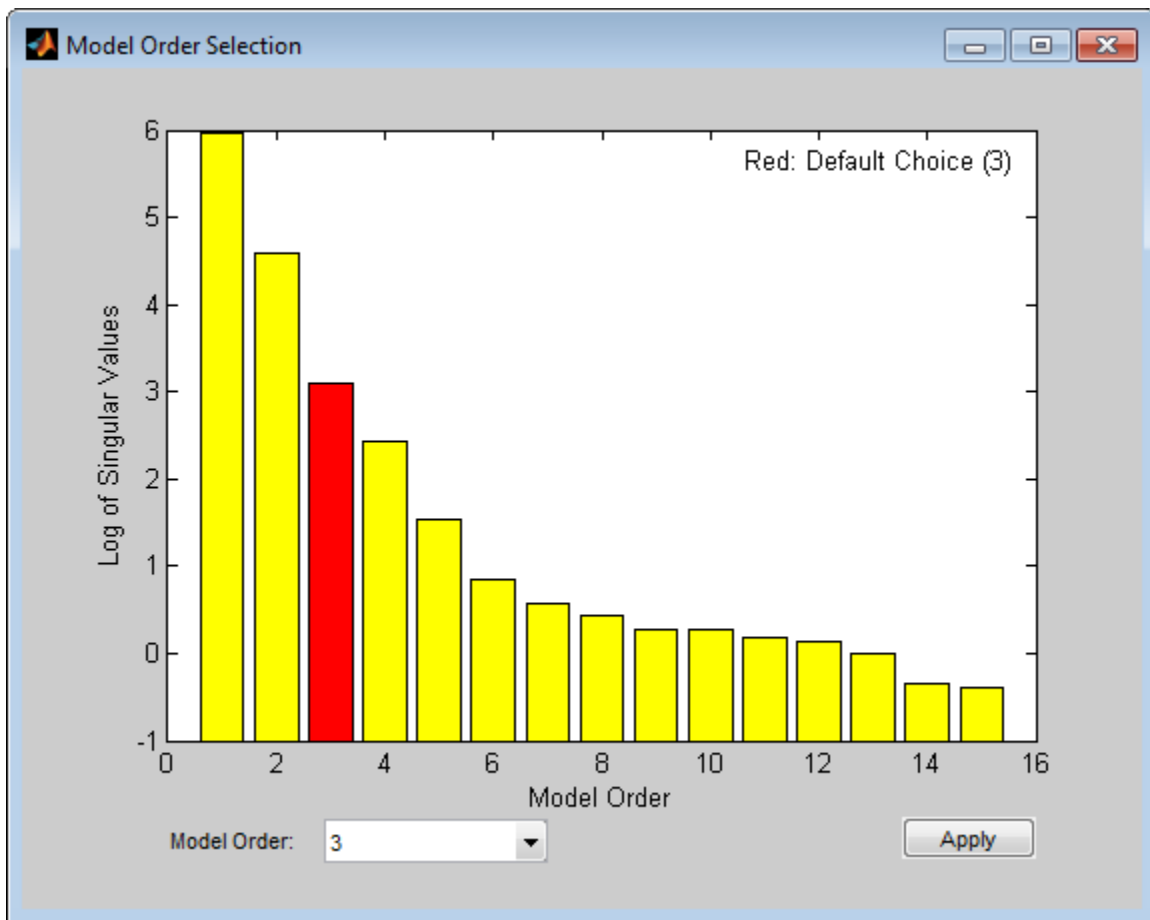 Model Order Selection
Red: Default Choice (3)
6
5
4
3
2
1
0
-1
Log of Singular Values
0 2 4 6 8 10 12 14 16
Model Order
Model Order: 3 Apply